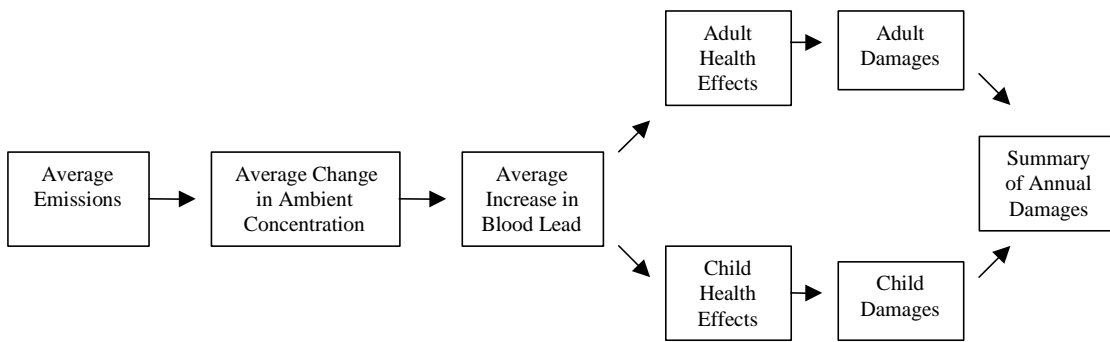 Average
Emissions
Average Change
in Ambient
Concentration
Average
Increase in
Blood Lead
Adult
Health
Effects
Adult
Damages
Child
Health
Effects
Child
Damages
Summary
of Annual
Damages